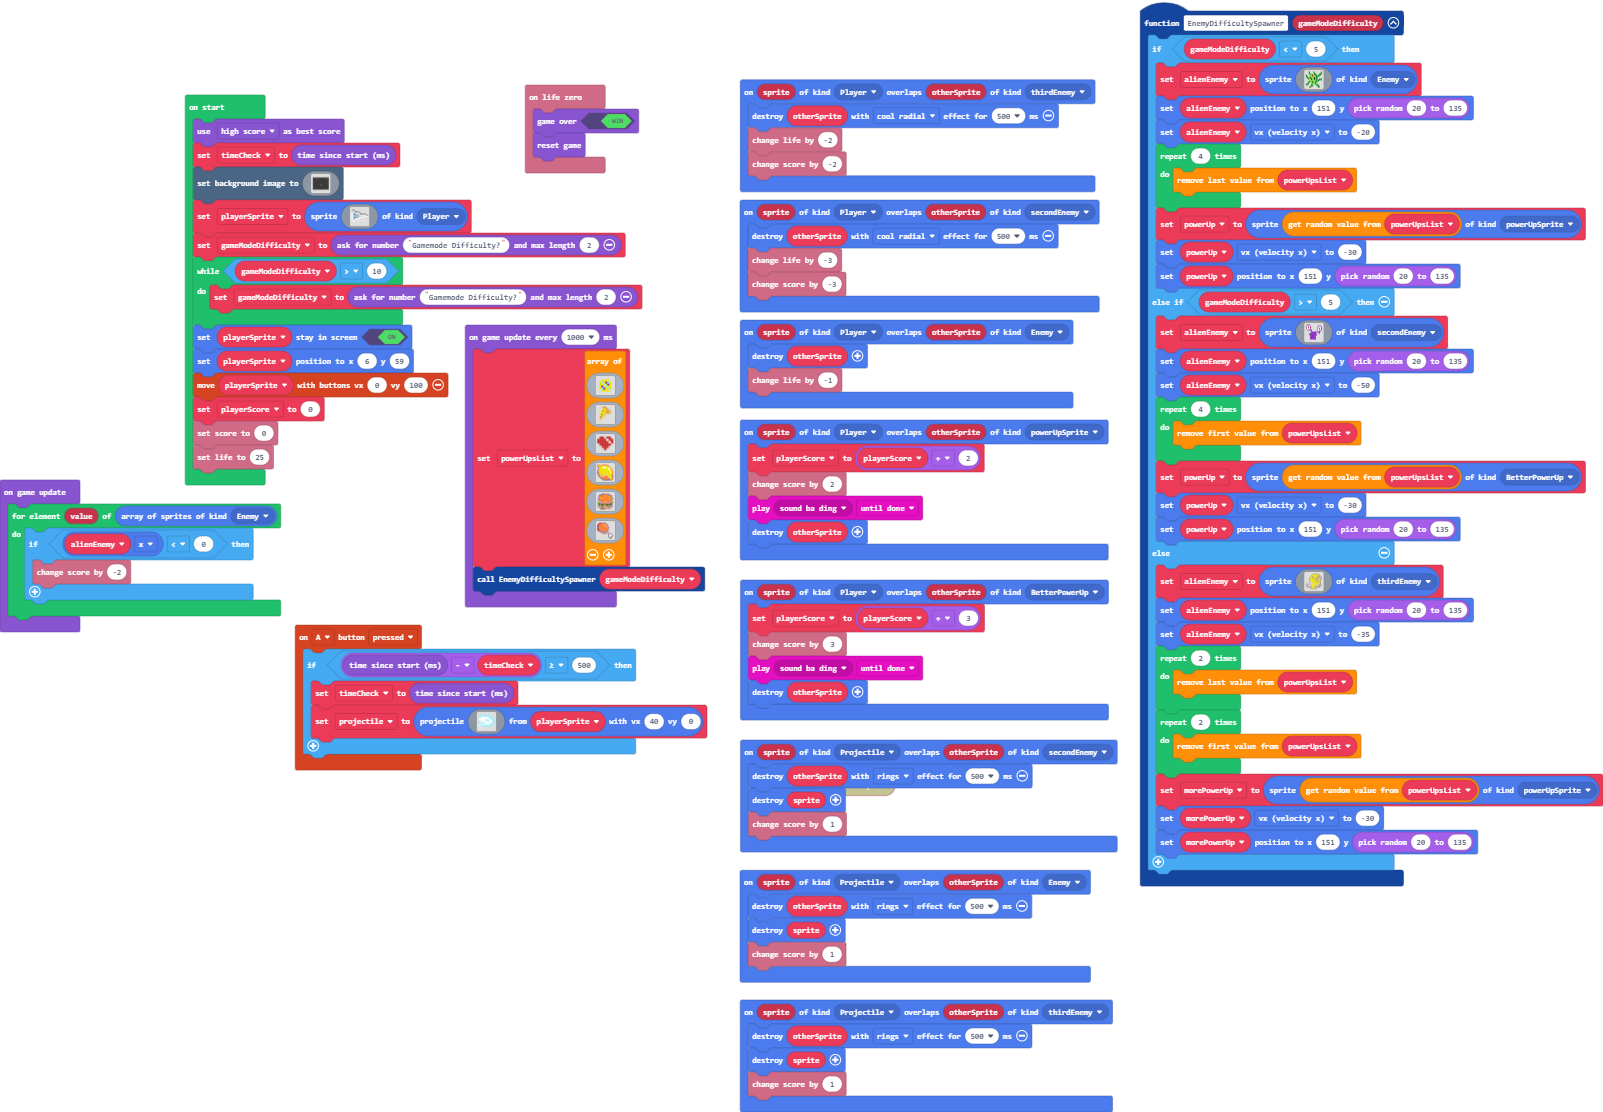 on start
use high score as best score
set timeCheck to time since start (ms)
set background image to
set playerSprite to sprite of kind Player
set gameModeDifficulty to ask for number "Gamemode Difficulty?" and max length 2
while gameModeDifficulty > 10
do set gameModeDifficulty to ask for number "Gamemode Difficulty?" and max length 2
set playerSprite stay in screen ON
set playerSprite position to x 6 y 59
move playerSprite with buttons vx 0 vy 100
set playerScore to 0
set score to 0
set life to 25
on game update
for element value of array of sprites of kind Enemy
do
if alienEnemy x < 0 then
change score by -2
on life zero
game over WIN
reset game
on game update every 1000 ms
array of
set powerUpsList to
call EnemyDifficultySpawner gameModeDifficulty
on A button pressed
if time since start (ms) - timeCheck ≥ 500 then
set timeCheck to time since start (ms)
set projectile to projectile from playerSprite with vx 40 vy 0
on sprite of kind Player overlaps otherSprite of kind thirdEnemy
destroy otherSprite with cool radial effect for 500 ms
change life by -2
change score by -2
on sprite of kind Player overlaps otherSprite of kind secondEnemy
destroy otherSprite with cool radial effect for 500 ms
change life by -3
change score by -3
on sprite of kind Player overlaps otherSprite of kind Enemy
destroy otherSprite
change life by -1
on sprite of kind Player overlaps otherSprite of kind powerUpSprite
set playerScore to playerScore + 2
change score by 2
play sound ba ding until done
destroy otherSprite
on sprite of kind Player overlaps otherSprite of kind BetterPowerUp
set playerScore to playerScore + 3
change score by 3
play sound ba ding until done
destroy otherSprite
on sprite of kind Projectile overlaps otherSprite of kind secondEnemy
destroy otherSprite with rings effect for 500 ms
destroy sprite
change score by 1
on sprite of kind Projectile overlaps otherSprite of kind Enemy
destroy otherSprite with rings effect for 500 ms
destroy sprite
change score by 1
on sprite of kind Projectile overlaps otherSprite of kind thirdEnemy
destroy otherSprite with rings effect for 500 ms
destroy sprite
change score by 1
function EnemyDifficultySpawner gameModeDifficulty
if gameModeDifficulty < 5 then
set alienEnemy to sprite of kind Enemy
set alienEnemy position to x 151 y pick random 20 to 135
set alienEnemy vx (velocity x) to -20
repeat 4 times
do remove last value from powerUpsList
set powerUp to sprite get random value from powerUpsList of kind powerUpSprite
set powerUp vx (velocity x) to -30
set powerUp position to x 151 y pick random 20 to 135
else if gameModeDifficulty > 5 then
set alienEnemy to sprite of kind secondEnemy
set alienEnemy position to x 151 y pick random 20 to 135
set alienEnemy vx (velocity x) to -50
repeat 4 times
do remove first value from powerUpsList
set powerUp to sprite get random value from powerUpsList of kind BetterPowerUp
set powerUp vx (velocity x) to -30
set powerUp position to x 151 y pick random 20 to 135
else
set alienEnemy to sprite of kind thirdEnemy
set alienEnemy position to x 151 y pick random 20 to 135
set alienEnemy vx (velocity x) to -35
repeat 2 times
do remove last value from powerUpsList
repeat 2 times
do remove first value from powerUpsList
set morePowerUp to sprite get random value from powerUpsList of kind powerUpSprite
set morePowerUp vx (velocity x) to -30
set morePowerUp position to x 151 y pick random 20 to 135